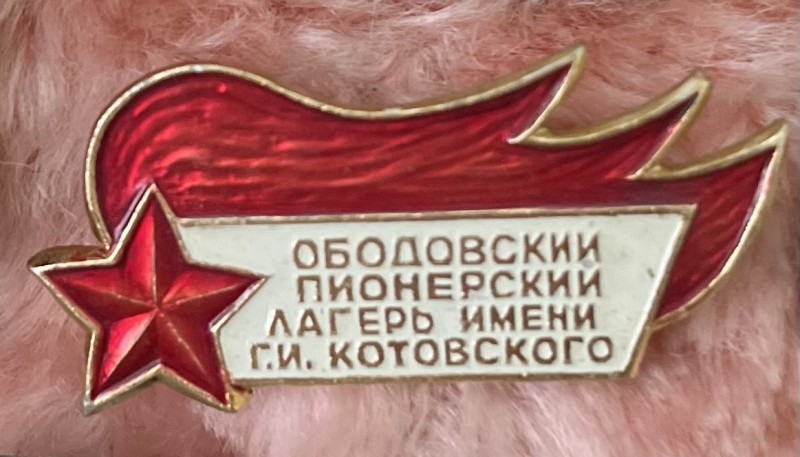 ОБОДОВСКИЙ
ПИОНЕРСКИЙ
ЛАГЕРЬ ИМЕНИ
Г.И. КОТОВСКОГО